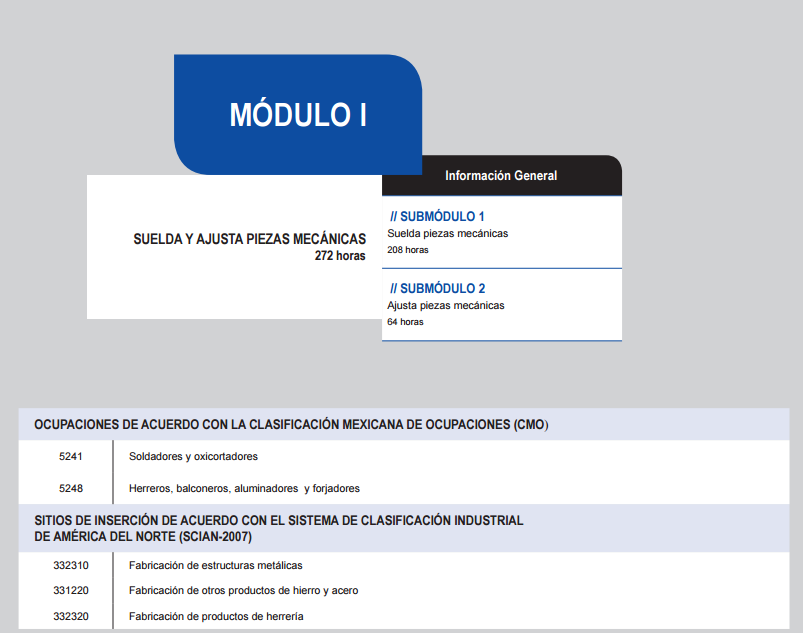 MÓDULO I
Información General
SUELDA Y AJUSTA PIEZAS MECÁNICAS
272 horas
// SUBMÓDULO 1
Suelda piezas mecánicas
208 horas
// SUBMÓDULO 2
Ajusta piezas mecánicas
64 horas
OCUPACIONES DE ACUERDO CON LA CLASIFICACIÓN MEXICANA DE OCUPACIONES (CMO)
5241 Soldadores y oxicortadores
5248 Herreros, balconeros, aluminadores y forjadores
SITIOS DE INSERCIÓN DE ACUERDO CON EL SISTEMA DE CLASIFICACIÓN INDUSTRIAL
DE AMÉRICA DEL NORTE (SCIAN-2007)
332310 Fabricación de estructuras metálicas
331220 Fabricación de otros productos de hierro y acero
332320 Fabricación de productos de herrería